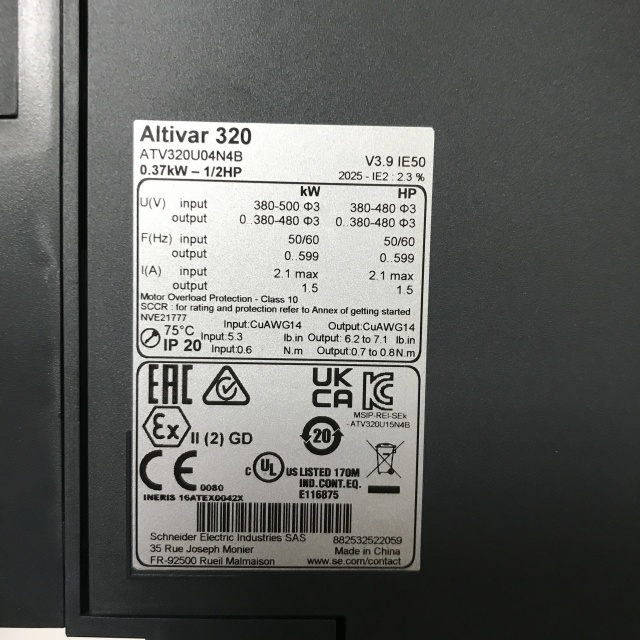 Altivar 320
ATV320U04N4B V3.9 IE50
0.37kW – 1/2HP 2025 - IE2 : 2.3 %
kW HP
U(V) input 380-500 Φ3 380-480 Φ3
output 0..380-480 Φ3 0..380-480 Φ3
F(Hz) input 50/60 50/60
output 0..599 0..599
I(A) input 2.1 max 2.1 max
output 1.5 1.5
Motor Overload Protection - Class 10
SCCR : for rating and protection refer to Annex of getting started
NVE21777
75°C Input:CuAWG14 Output:CuAWG14
Input:5.3 lb.in Output: 6.2 to 7.1 lb.in
IP 20 Input:0.6 N.m Output:0.7 to 0.8 N.m
EAC UK CA KC
MSIP-REI-SEk
- ATV320U15N4B
Ex II (2) GD 20
CE 0080 c UL US LISTED 170M
IND.CONT.EQ.
INERIS 16ATEX0042X E116875
Schneider Electric Industries SAS 882532522059
35 Rue Joseph Monier Made in China
FR-92500 Rueil Malmaison www.se.com/contact